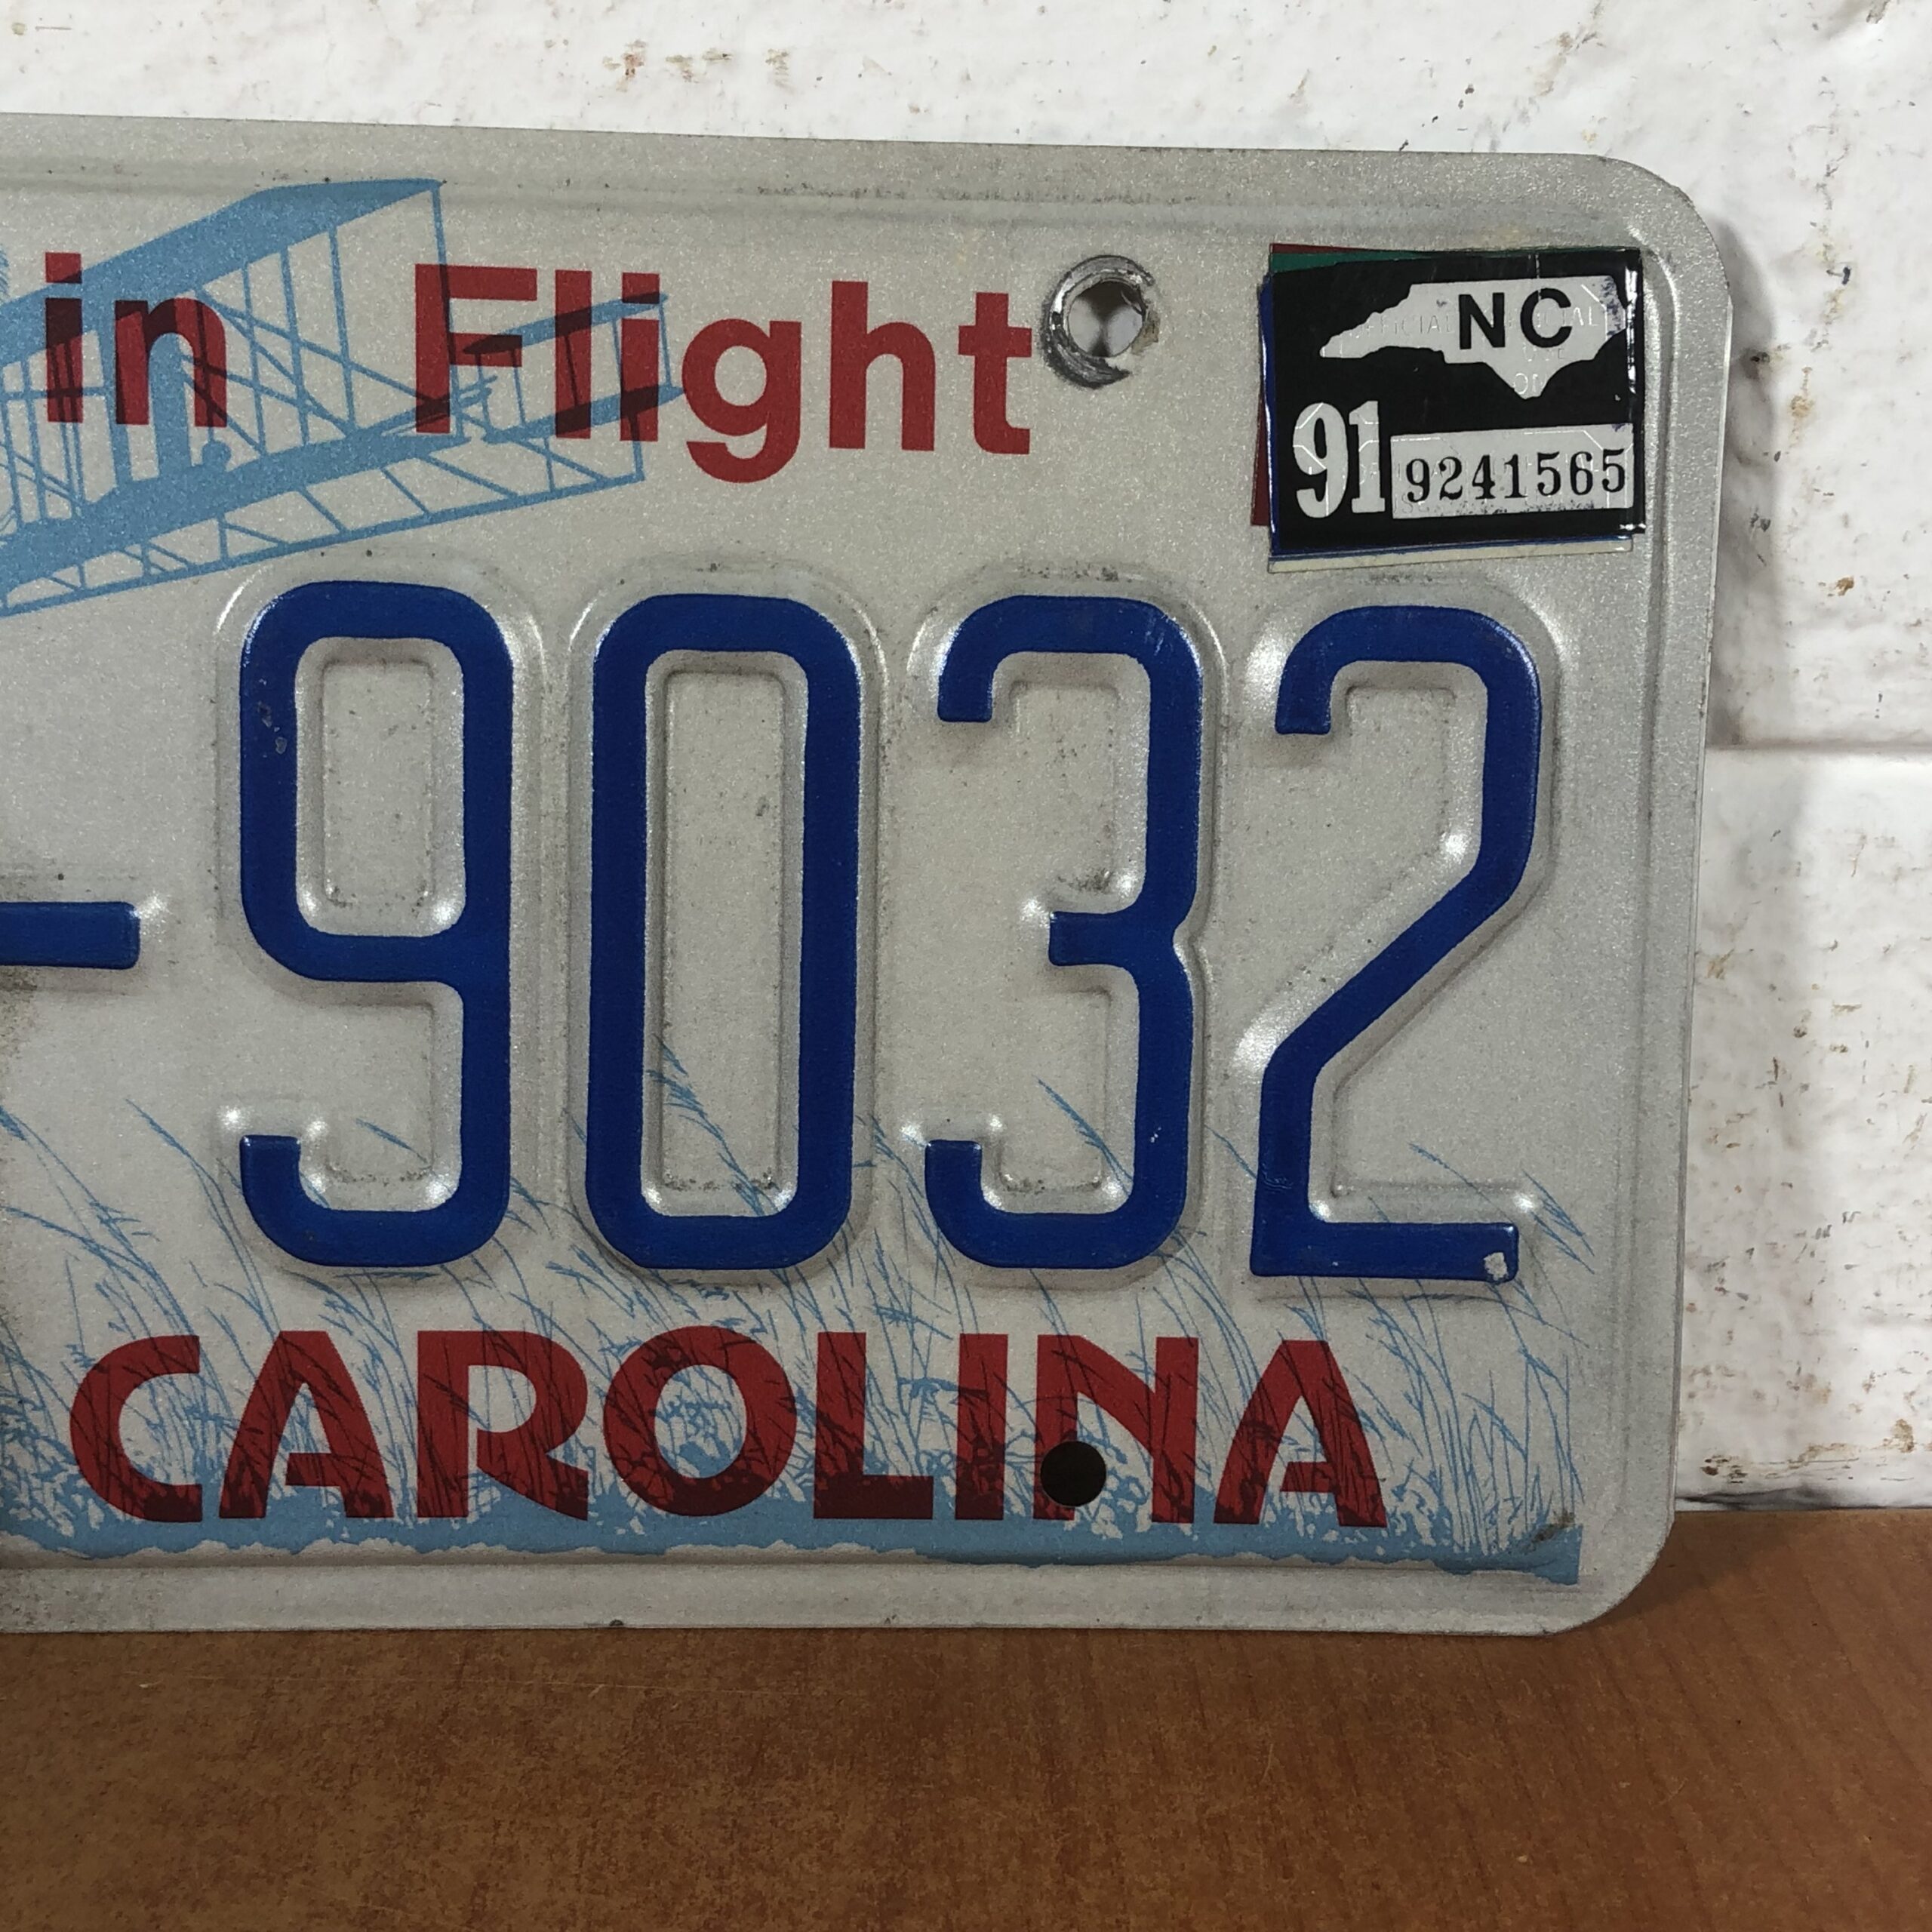 in Flight
NC
91 9241565
-9032
CAROLINA